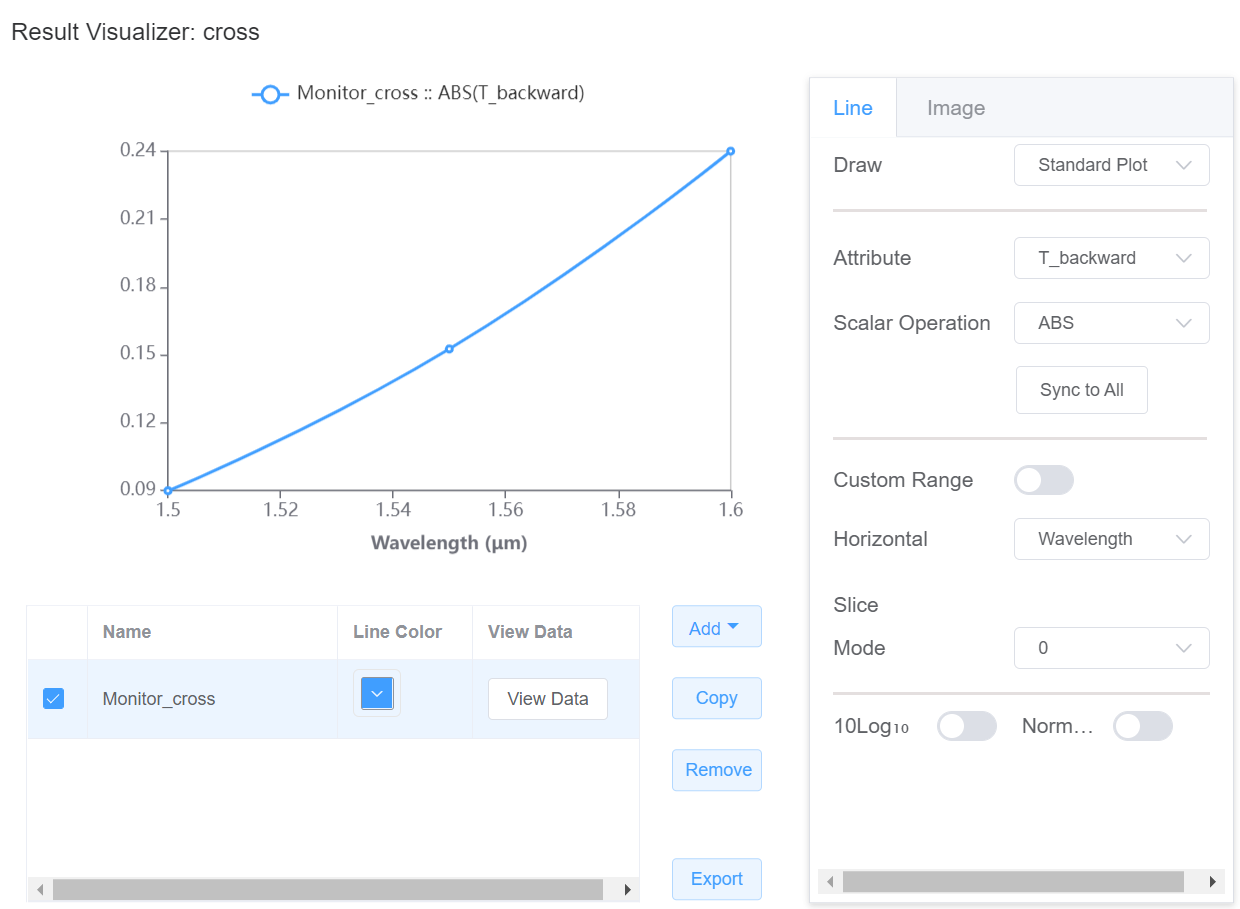 Result Visualizer: cross
Monitor_cross :: ABS(T_backward)
0.24
0.21
0.18
0.15
0.12
0.09
1.5 1.52 1.54 1.56 1.58 1.6
Wavelength (μm)
Name Line Color View Data
Monitor_cross View Data
Add
Copy
Remove
Export
Line Image
Draw Standard Plot
Attribute T_backward
Scalar Operation ABS
Sync to All
Custom Range
Horizontal Wavelength
Slice
Mode 0
10Log₁₀ Norm…